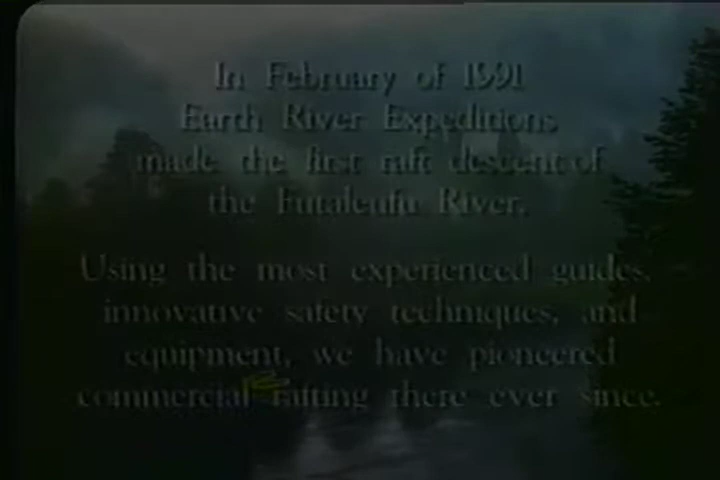 In February of 1991
Earth River Expeditions
made the first raft descent of
the Futaleufu River.
Using the most experienced guides,
innovative safety techniques, and
equipment, we have pioneered
commercial rafting there ever since.